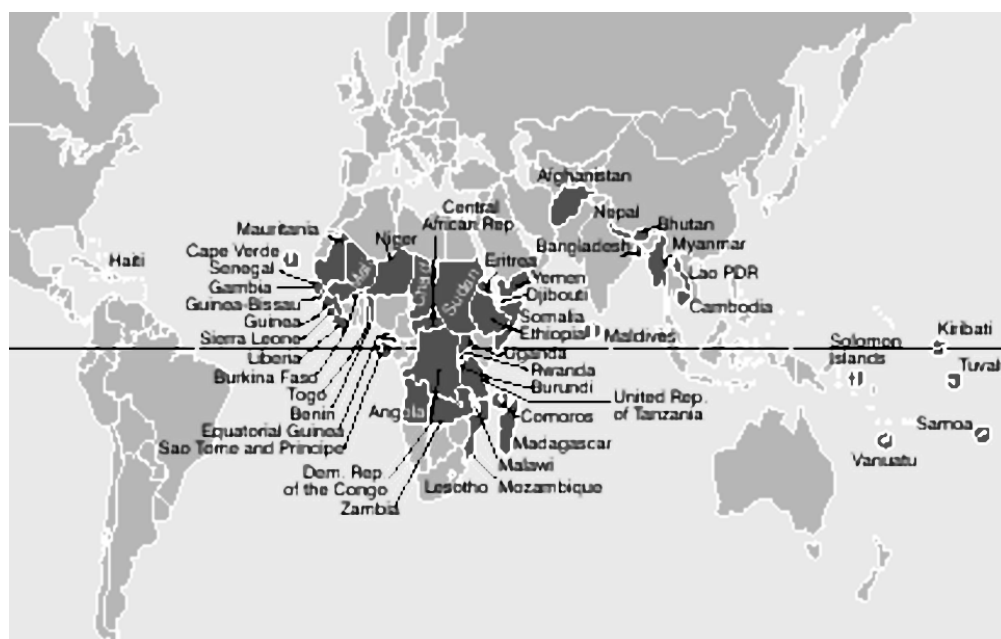 Afghanistan
Nepal
Bhutan
Central
African Rep.
Mauritania
Niger
Bangladesh
Myanmar
Haiti
Cape Verde
Senegal
Gambia
Guinea-Bissau
Guinea
Sierra Leone
Liberia
Burkina Faso
Togo
Benin
Equatorial Guinea
Sao Tome and Principe
Mali
Chad
Sudan
Eritrea
Yemen
Djibouti
Somalia
Ethiopia
Maldives
Uganda
Rwanda
Burundi
United Rep.
of Tanzania
Comoros
Madagascar
Malawi
Mozambique
Lesotho
Angola
Dem. Rep.
of the Congo
Zambia
Lao PDR
Cambodia
Solomon
Islands
Kiribati
Tuval
Samoa
Vanuatu